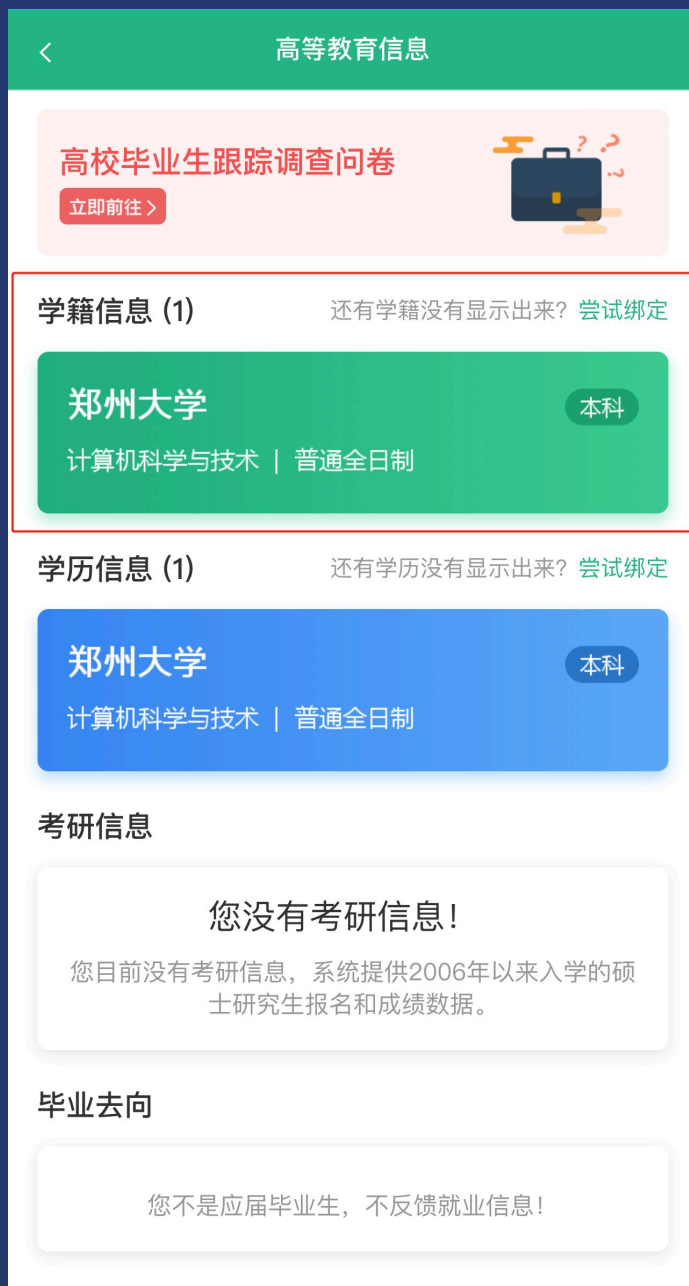 高等教育信息
高校毕业生跟踪调查问卷
立即前往 >
学籍信息 (1) 还有学籍没有显示出来? 尝试绑定
郑州大学 本科
计算机科学与技术 | 普通全日制
学历信息 (1) 还有学历没有显示出来? 尝试绑定
郑州大学 本科
计算机科学与技术 | 普通全日制
考研信息
您没有考研信息!
您目前没有考研信息，系统提供2006年以来入学的硕
士研究生报名和成绩数据。
毕业去向
您不是应届毕业生，不反馈就业信息!